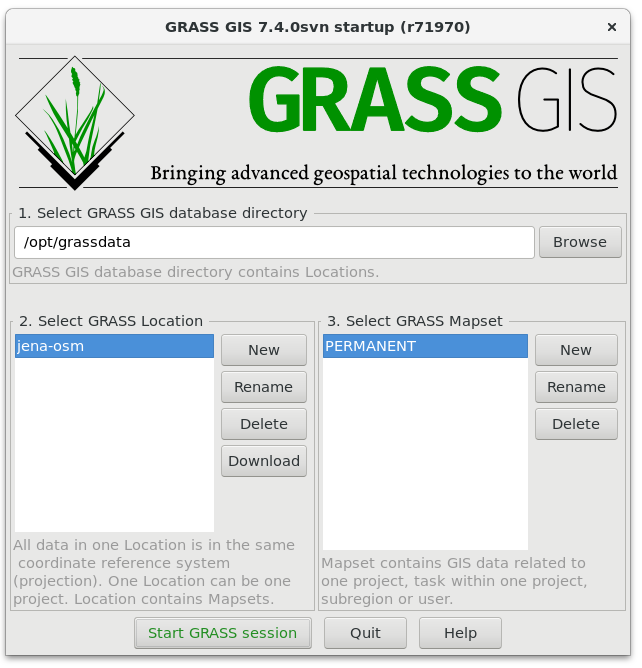 GRASS GIS 7.4.0svn startup (r71970)
×
GRASS GIS
Bringing advanced geospatial technologies to the world
1. Select GRASS GIS database directory
/opt/grassdata
Browse
GRASS GIS database directory contains Locations.
2. Select GRASS Location
jena-osm
New
Rename
Delete
Download
All data in one Location is in the same
coordinate reference system
(projection). One Location can be one
project. Location contains Mapsets.
3. Select GRASS Mapset
PERMANENT
New
Rename
Delete
Mapset contains GIS data related to
one project, task within one project,
subregion or user.
Start GRASS session
Quit
Help